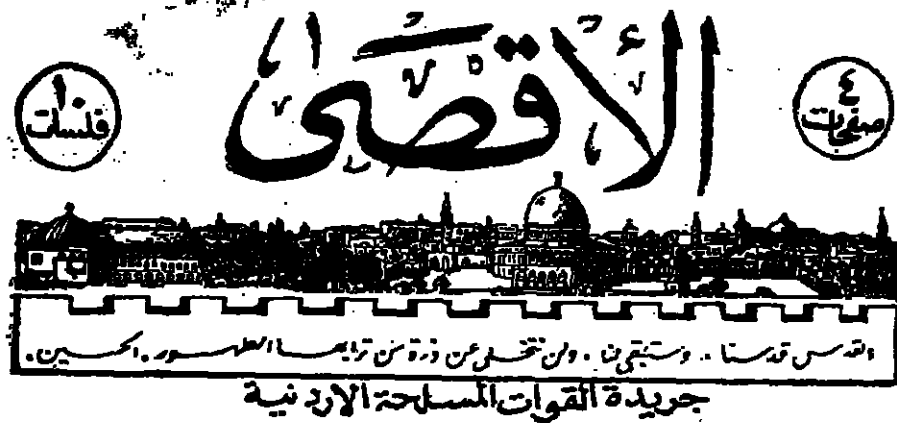 الأقصى
٤
صفحات
١٠
فلسات
القدس قدسنا .. وستبقى لنا . ولن نتخلى عن ذرة من ترابها الطهور . الحسين .
جريدة القوات المسلحة الاردنية